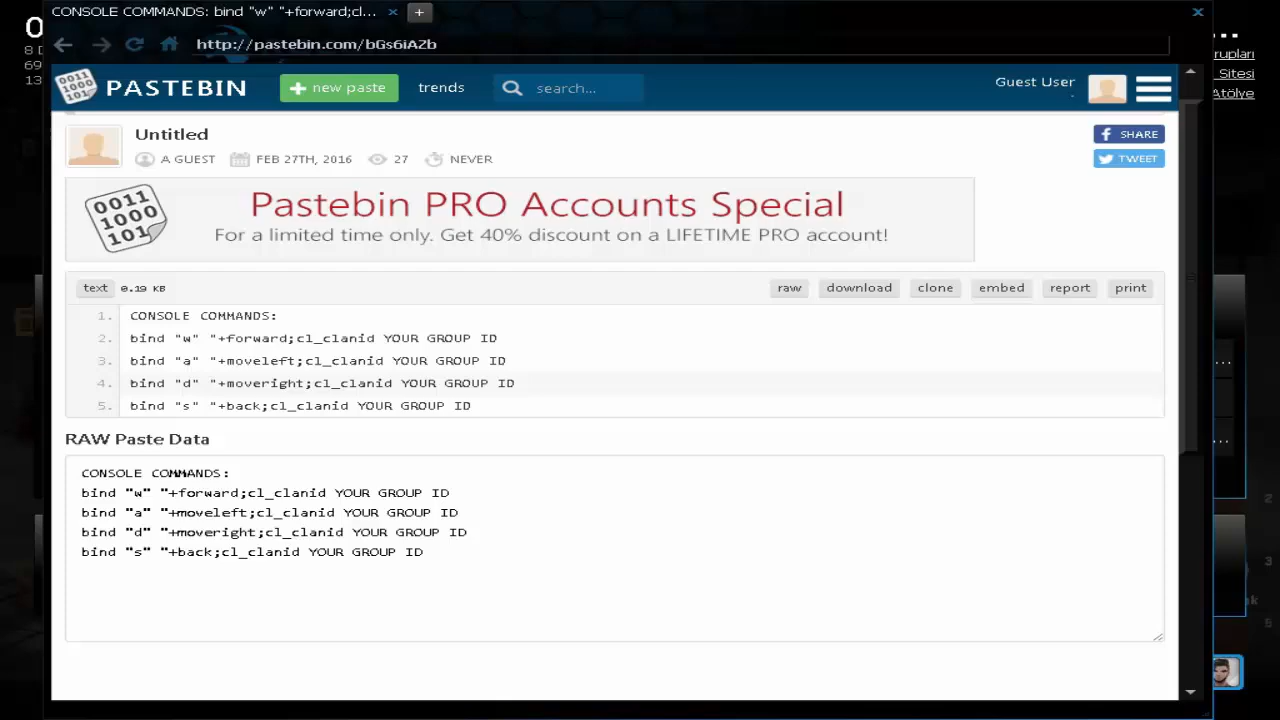 CONSOLE COMMANDS: bind "w" "+forward;cl...
http://pastebin.com/bGs6iAZb
PASTEBIN
new paste
trends
search...
Guest User
Untitled
A GUEST FEB 27TH, 2016 27 NEVER
SHARE
TWEET
0011
1000
101
Pastebin PRO Accounts Special
For a limited time only. Get 40% discount on a LIFETIME PRO account!
text 0.19 KB
raw download clone embed report print
1. CONSOLE COMMANDS:
2. bind "w" "+forward;cl_clanid YOUR GROUP ID
3. bind "a" "+moveleft;cl_clanid YOUR GROUP ID
4. bind "d" "+moveright;cl_clanid YOUR GROUP ID
5. bind "s" "+back;cl_clanid YOUR GROUP ID
RAW Paste Data
CONSOLE COMMANDS:
bind "w" "+forward;cl_clanid YOUR GROUP ID
bind "a" "+moveleft;cl_clanid YOUR GROUP ID
bind "d" "+moveright;cl_clanid YOUR GROUP ID
bind "s" "+back;cl_clanid YOUR GROUP ID
rupları
Sitesi
Atölye